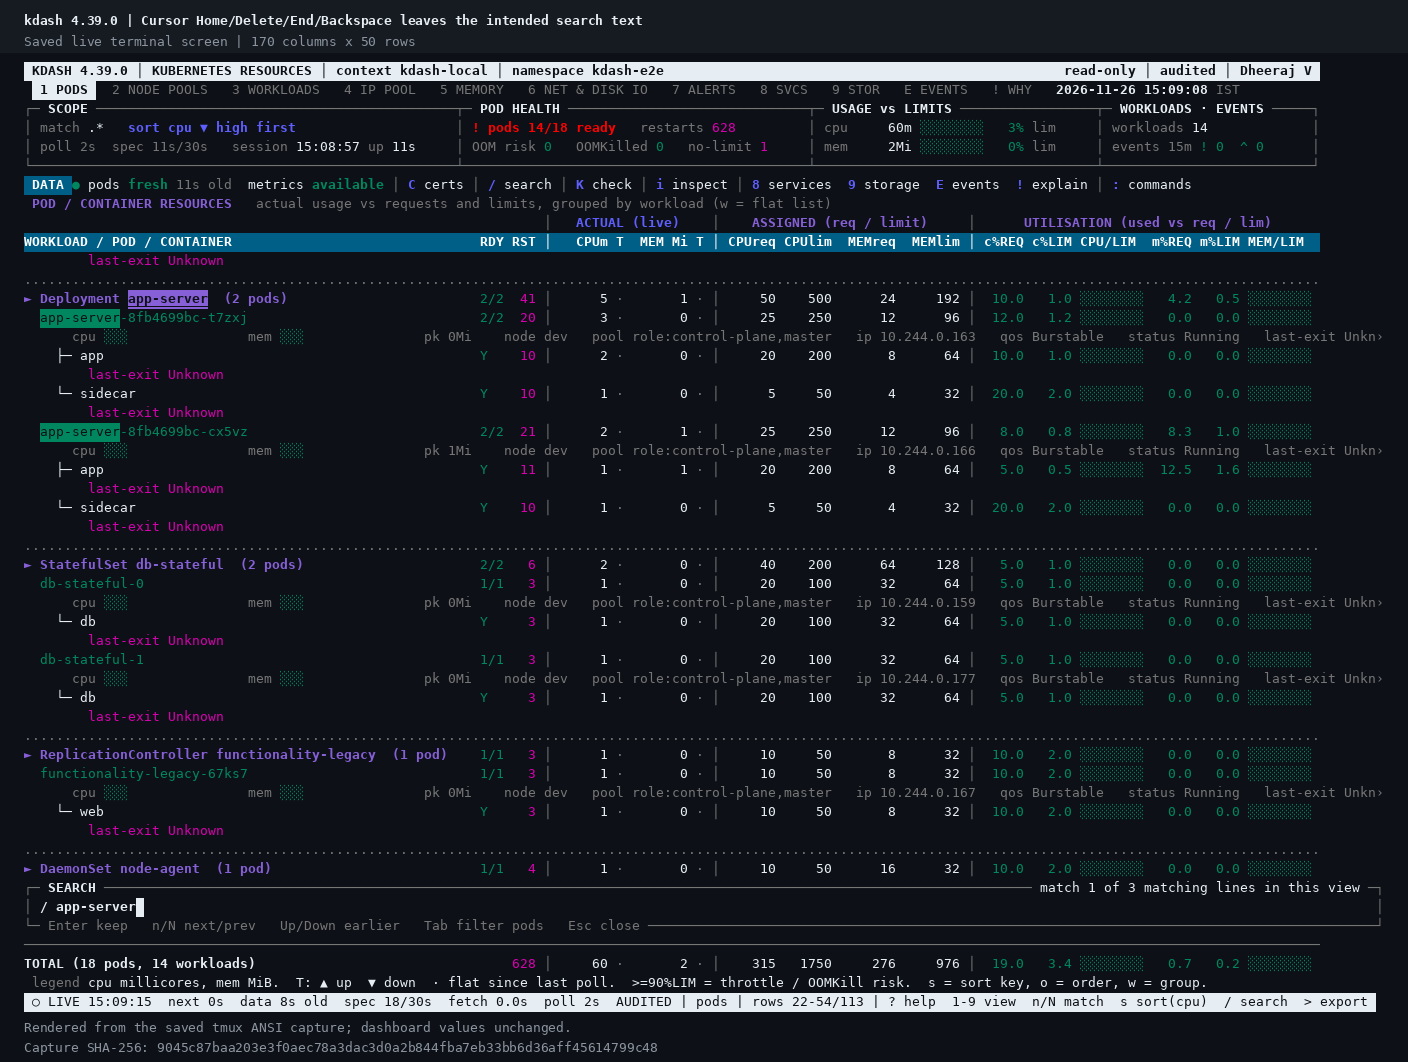 kdash 4.39.0 | Cursor Home/Delete/End/Backspace leaves the intended search text
Saved live terminal screen | 170 columns x 50 rows
KDASH 4.39.0 │ KUBERNETES RESOURCES │ context kdash-local │ namespace kdash-e2e read-only │ audited │ Dheeraj V
1 PODS 2 NODE POOLS 3 WORKLOADS 4 IP POOL 5 MEMORY 6 NET & DISK IO 7 ALERTS 8 SVCS 9 STOR E EVENTS ! WHY 2026-11-26 15:09:08 IST
SCOPE POD HEALTH USAGE vs LIMITS WORKLOADS · EVENTS
│ match .* sort cpu ▼ high first │ ! pods 14/18 ready restarts 628 │ cpu 60m ░░░░░░░░ 3% lim │ workloads 14 │
│ poll 2s spec 11s/30s session 15:08:57 up 11s │ OOM risk 0 OOMKilled 0 no-limit 1 │ mem 2Mi ░░░░░░░░ 0% lim │ events 15m ! 0 ^ 0 │
DATA ● pods fresh 11s old metrics available │ C certs │ / search │ K check │ i inspect │ 8 services 9 storage E events ! explain │ : commands
POD / CONTAINER RESOURCES actual usage vs requests and limits, grouped by workload (w = flat list)
│ ACTUAL (live) │ ASSIGNED (req / limit) │ UTILISATION (used vs req / lim)
WORKLOAD / POD / CONTAINER RDY RST │ CPUm T MEM Mi T │ CPUreq CPUlim MEMreq MEMlim │ c%REQ c%LIM CPU/LIM m%REQ m%LIM MEM/LIM
last-exit Unknown
► Deployment app-server (2 pods) 2/2 41 │ 5 · 1 · │ 50 500 24 192 │ 10.0 1.0 ░░░░░░░░ 4.2 0.5 ░░░░░░░░
app-server-8fb4699bc-t7zxj 2/2 20 │ 3 · 0 · │ 25 250 12 96 │ 12.0 1.2 ░░░░░░░░ 0.0 0.0 ░░░░░░░░
cpu ░░░ mem ░░░ pk 0Mi node dev pool role:control-plane,master ip 10.244.0.163 qos Burstable status Running last-exit Unkn›
├─ app Y 10 │ 2 · 0 · │ 20 200 8 64 │ 10.0 1.0 ░░░░░░░░ 0.0 0.0 ░░░░░░░░
last-exit Unknown
└─ sidecar Y 10 │ 1 · 0 · │ 5 50 4 32 │ 20.0 2.0 ░░░░░░░░ 0.0 0.0 ░░░░░░░░
last-exit Unknown
app-server-8fb4699bc-cx5vz 2/2 21 │ 2 · 1 · │ 25 250 12 96 │ 8.0 0.8 ░░░░░░░░ 8.3 1.0 ░░░░░░░░
cpu ░░░ mem ░░░ pk 1Mi node dev pool role:control-plane,master ip 10.244.0.166 qos Burstable status Running last-exit Unkn›
├─ app Y 11 │ 1 · 1 · │ 20 200 8 64 │ 5.0 0.5 ░░░░░░░░ 12.5 1.6 ░░░░░░░░
last-exit Unknown
└─ sidecar Y 10 │ 1 · 0 · │ 5 50 4 32 │ 20.0 2.0 ░░░░░░░░ 0.0 0.0 ░░░░░░░░
last-exit Unknown
► StatefulSet db-stateful (2 pods) 2/2 6 │ 2 · 0 · │ 40 200 64 128 │ 5.0 1.0 ░░░░░░░░ 0.0 0.0 ░░░░░░░░
db-stateful-0 1/1 3 │ 1 · 0 · │ 20 100 32 64 │ 5.0 1.0 ░░░░░░░░ 0.0 0.0 ░░░░░░░░
cpu ░░░ mem ░░░ pk 0Mi node dev pool role:control-plane,master ip 10.244.0.159 qos Burstable status Running last-exit Unkn›
└─ db Y 3 │ 1 · 0 · │ 20 100 32 64 │ 5.0 1.0 ░░░░░░░░ 0.0 0.0 ░░░░░░░░
last-exit Unknown
db-stateful-1 1/1 3 │ 1 · 0 · │ 20 100 32 64 │ 5.0 1.0 ░░░░░░░░ 0.0 0.0 ░░░░░░░░
cpu ░░░ mem ░░░ pk 0Mi node dev pool role:control-plane,master ip 10.244.0.177 qos Burstable status Running last-exit Unkn›
└─ db Y 3 │ 1 · 0 · │ 20 100 32 64 │ 5.0 1.0 ░░░░░░░░ 0.0 0.0 ░░░░░░░░
last-exit Unknown
► ReplicationController functionality-legacy (1 pod) 1/1 3 │ 1 · 0 · │ 10 50 8 32 │ 10.0 2.0 ░░░░░░░░ 0.0 0.0 ░░░░░░░░
functionality-legacy-67ks7 1/1 3 │ 1 · 0 · │ 10 50 8 32 │ 10.0 2.0 ░░░░░░░░ 0.0 0.0 ░░░░░░░░
cpu ░░░ mem ░░░ pk 0Mi node dev pool role:control-plane,master ip 10.244.0.167 qos Burstable status Running last-exit Unkn›
└─ web Y 3 │ 1 · 0 · │ 10 50 8 32 │ 10.0 2.0 ░░░░░░░░ 0.0 0.0 ░░░░░░░░
last-exit Unknown
► DaemonSet node-agent (1 pod) 1/1 4 │ 1 · 0 · │ 10 50 16 32 │ 10.0 2.0 ░░░░░░░░ 0.0 0.0 ░░░░░░░░
SEARCH match 1 of 3 matching lines in this view
│ / app-server │
Enter keep n/N next/prev Up/Down earlier Tab filter pods Esc close
TOTAL (18 pods, 14 workloads) 628 │ 60 · 2 · │ 315 1750 276 976 │ 19.0 3.4 ░░░░░░░░ 0.7 0.2 ░░░░░░░░
legend cpu millicores, mem MiB. T: ▲ up ▼ down · flat since last poll. >=90%LIM = throttle / OOMKill risk. s = sort key, o = order, w = group.
○ LIVE 15:09:15 next 0s data 8s old spec 18/30s fetch 0.0s poll 2s AUDITED | pods | rows 22-54/113 | ? help 1-9 view n/N match s sort(cpu) / search > export
Rendered from the saved tmux ANSI capture; dashboard values unchanged.
Capture SHA-256: 9045c87baa203e3f0aec78a3dac3d0a2b844fba7eb33bb6d36aff45614799c48